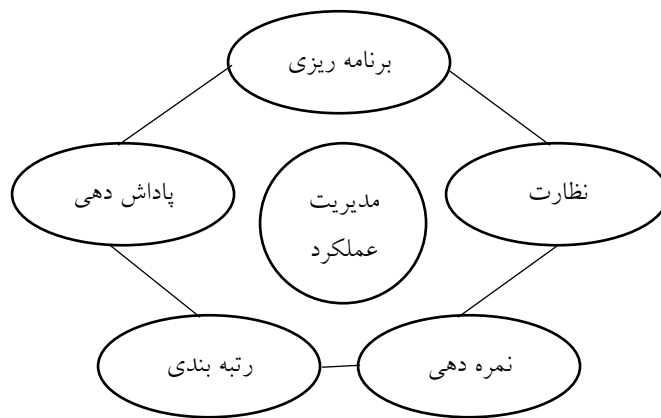 برنامه ریزی
نظارت
پاداش دهی
مدیریت
عملکرد
نمره دهی
رتبه بندی